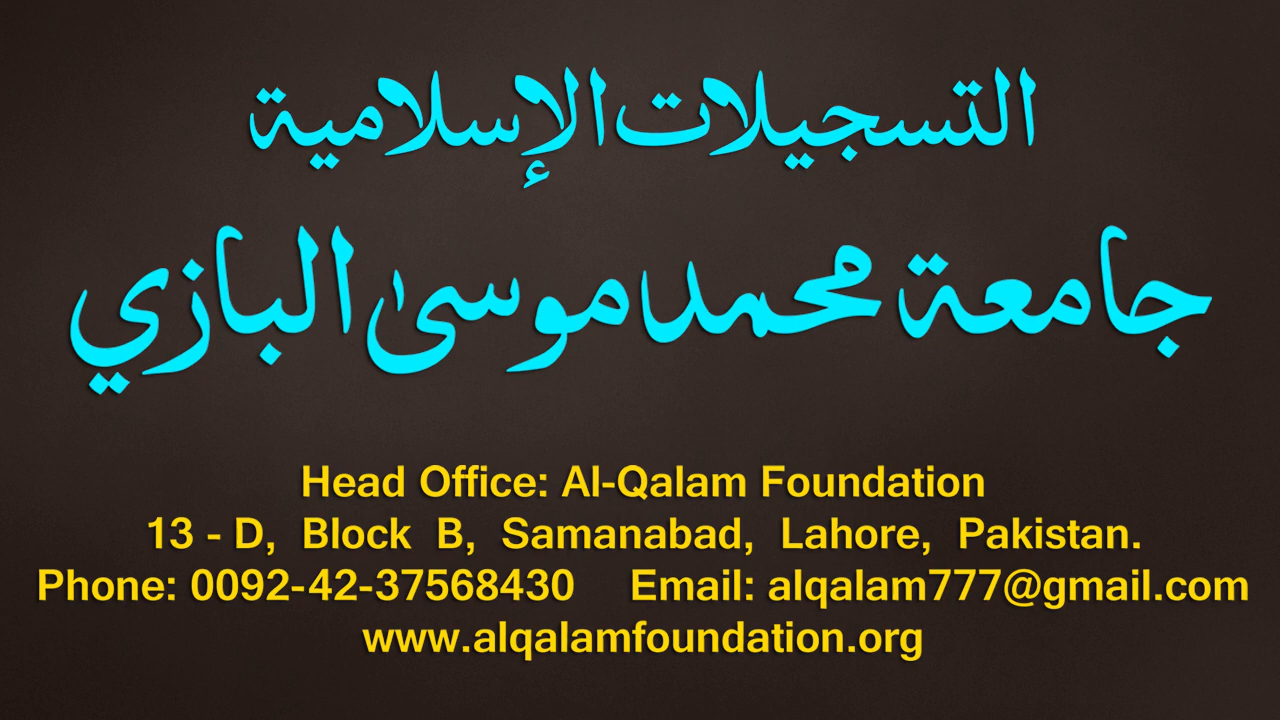 التسجيلات الإسلامية
جامعة محمد موسىٰ البازي
Head Office: Al-Qalam Foundation
13 - D, Block B, Samanabad, Lahore, Pakistan.
Phone: 0092-42-37568430 Email: alqalam777@gmail.com
www.alqalamfoundation.org